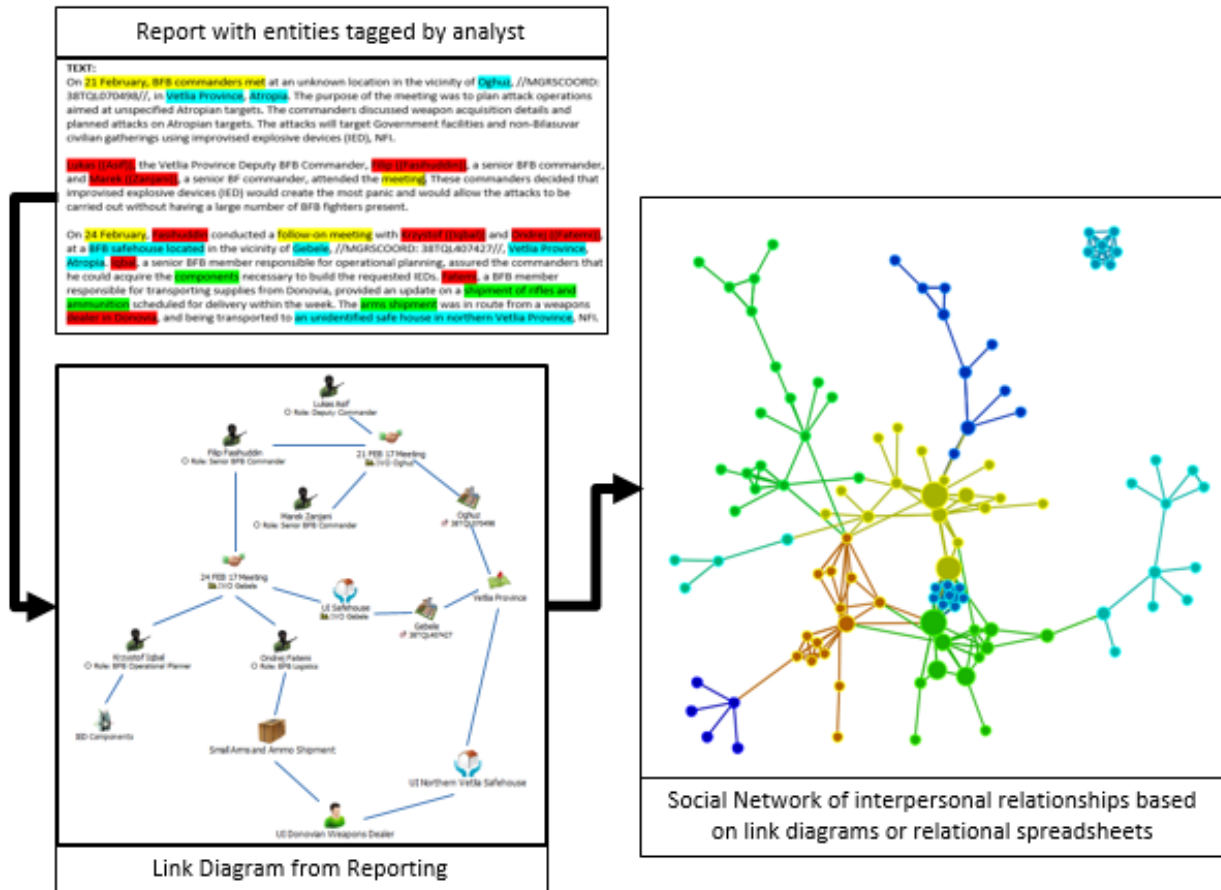 Report with entities tagged by analyst
TEXT:
On 21 February, BFB commanders met at an unknown location in the vicinity of Oghuz, //MGRSCOORD:
38TQL070498//, in Vetlia Province, Atropia. The purpose of the meeting was to plan attack operations
aimed at unspecified Atropian targets. The commanders discussed weapon acquisition details and
planned attacks on Atropian targets. The attacks will target Government facilities and non-Bilasuvar
civilian gatherings using improvised explosive devices (IED), NFI.
Lukas ((Asif)), the Vetlia Province Deputy BFB Commander, Filip ((Fasihuddin)), a senior BFB commander,
and Marek ((Zanjani)), a senior BF commander, attended the meeting. These commanders decided that
improvised explosive devices (IED) would create the most panic and would allow the attacks to be
carried out without having a large number of BFB fighters present.
On 24 February, Fasihuddin conducted a follow-on meeting with Krzystof ((Iqbal)) and Ondrej ((Fatemi)),
at a BFB safehouse located in the vicinity of Gebele, //MGRSCOORD: 38TQL407427//, Vetlia Province,
Atropia. Iqbal, a senior BFB member responsible for operational planning, assured the commanders that
he could acquire the components necessary to build the requested IEDs. Fatemi, a BFB member
responsible for transporting supplies from Donovia, provided an update on a shipment of rifles and
ammunition scheduled for delivery within the week. The arms shipment was in route from a weapons
dealer in Donovia, and being transported to an unidentified safe house in northern Vetlia Province, NFI.
Lukas Asif
Role: Deputy Commander
Filip Fasihuddin
Role: Senior BFB Commander
21 FEB 17 Meeting
IVO Oghuz
Marek Zanjani
Role: Senior BFB Commander
Oghuz
38TQL070498
24 FEB 17 Meeting
IVO Gebele
UI Safehouse
IVO Gebele
Gebele
38TQL407427
Vetlia Province
Krzystof Iqbal
Role: BFB Operational Planner
Ondrej Fatemi
Role: BFB Logistics
IED Components
Small Arms and Ammo Shipment
UI Northern Vetlia Safehouse
UI Donovian Weapons Dealer
Link Diagram from Reporting
Social Network of interpersonal relationships based
on link diagrams or relational spreadsheets